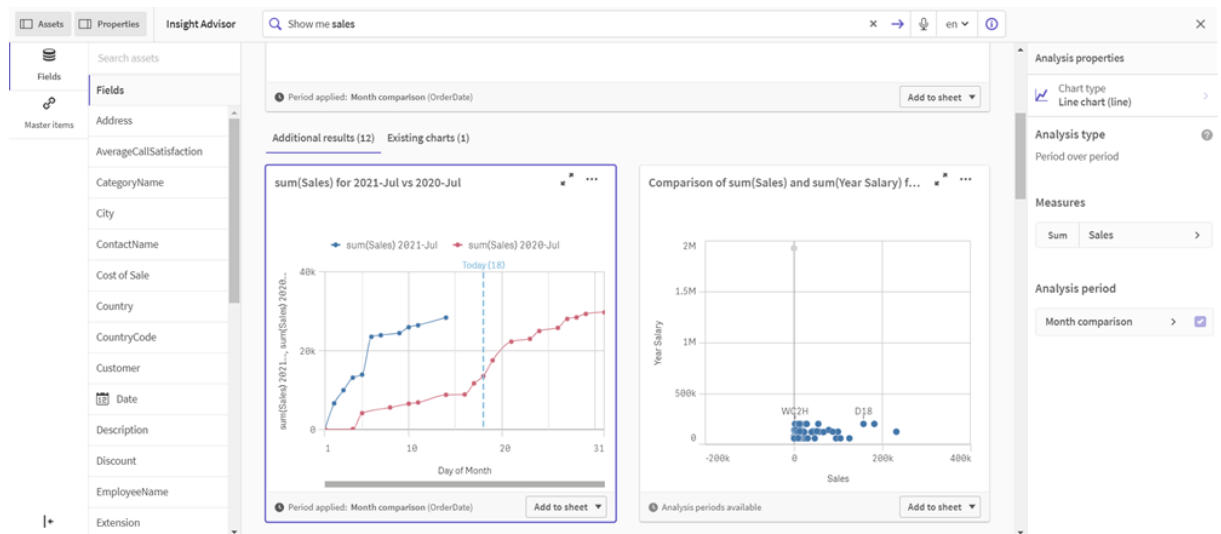 Assets Properties Insight Advisor Show me sales en
Fields
Master items
Search assets
Fields
Address
AverageCallSatisfaction
CategoryName
City
ContactName
Cost of Sale
Country
CountryCode
Customer
Date
Description
Discount
EmployeeName
Extension
Period applied: Month comparison (OrderDate) Add to sheet
Additional results (12) Existing charts (1)
sum(Sales) for 2021-Jul vs 2020-Jul
sum(Sales) 2021-Jul sum(Sales) 2020-Jul
Today (18)
sum(Sales) 2021..., sum(Sales) 2020...
40k
20k
0
1 10 20 31
Day of Month
Period applied: Month comparison (OrderDate) Add to sheet
Comparison of sum(Sales) and sum(Year Salary) f...
Year Salary
2M
1.5M
1M
500k
0
WC2H D18
-200k 0 200k 400k
Sales
Analysis periods available Add to sheet
Analysis properties
Chart type
Line chart (line)
Analysis type
Period over period
Measures
Sum Sales
Analysis period
Month comparison